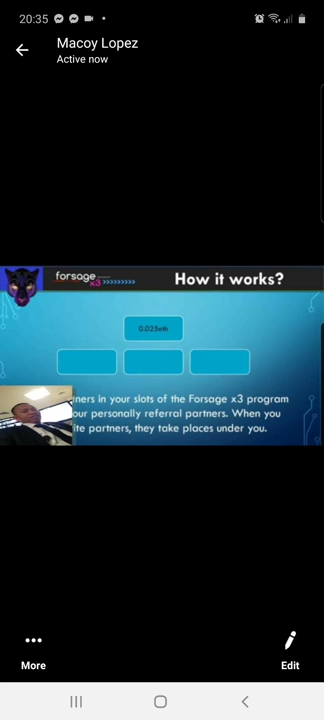 20:35
Macoy Lopez
Active now
forsage
x3 >>>>>>>>>
How it works?
0.025eth
ners in your slots of the Forsage x3 program
our personally referral partners. When you
ite partners, they take places under you.
More
Edit